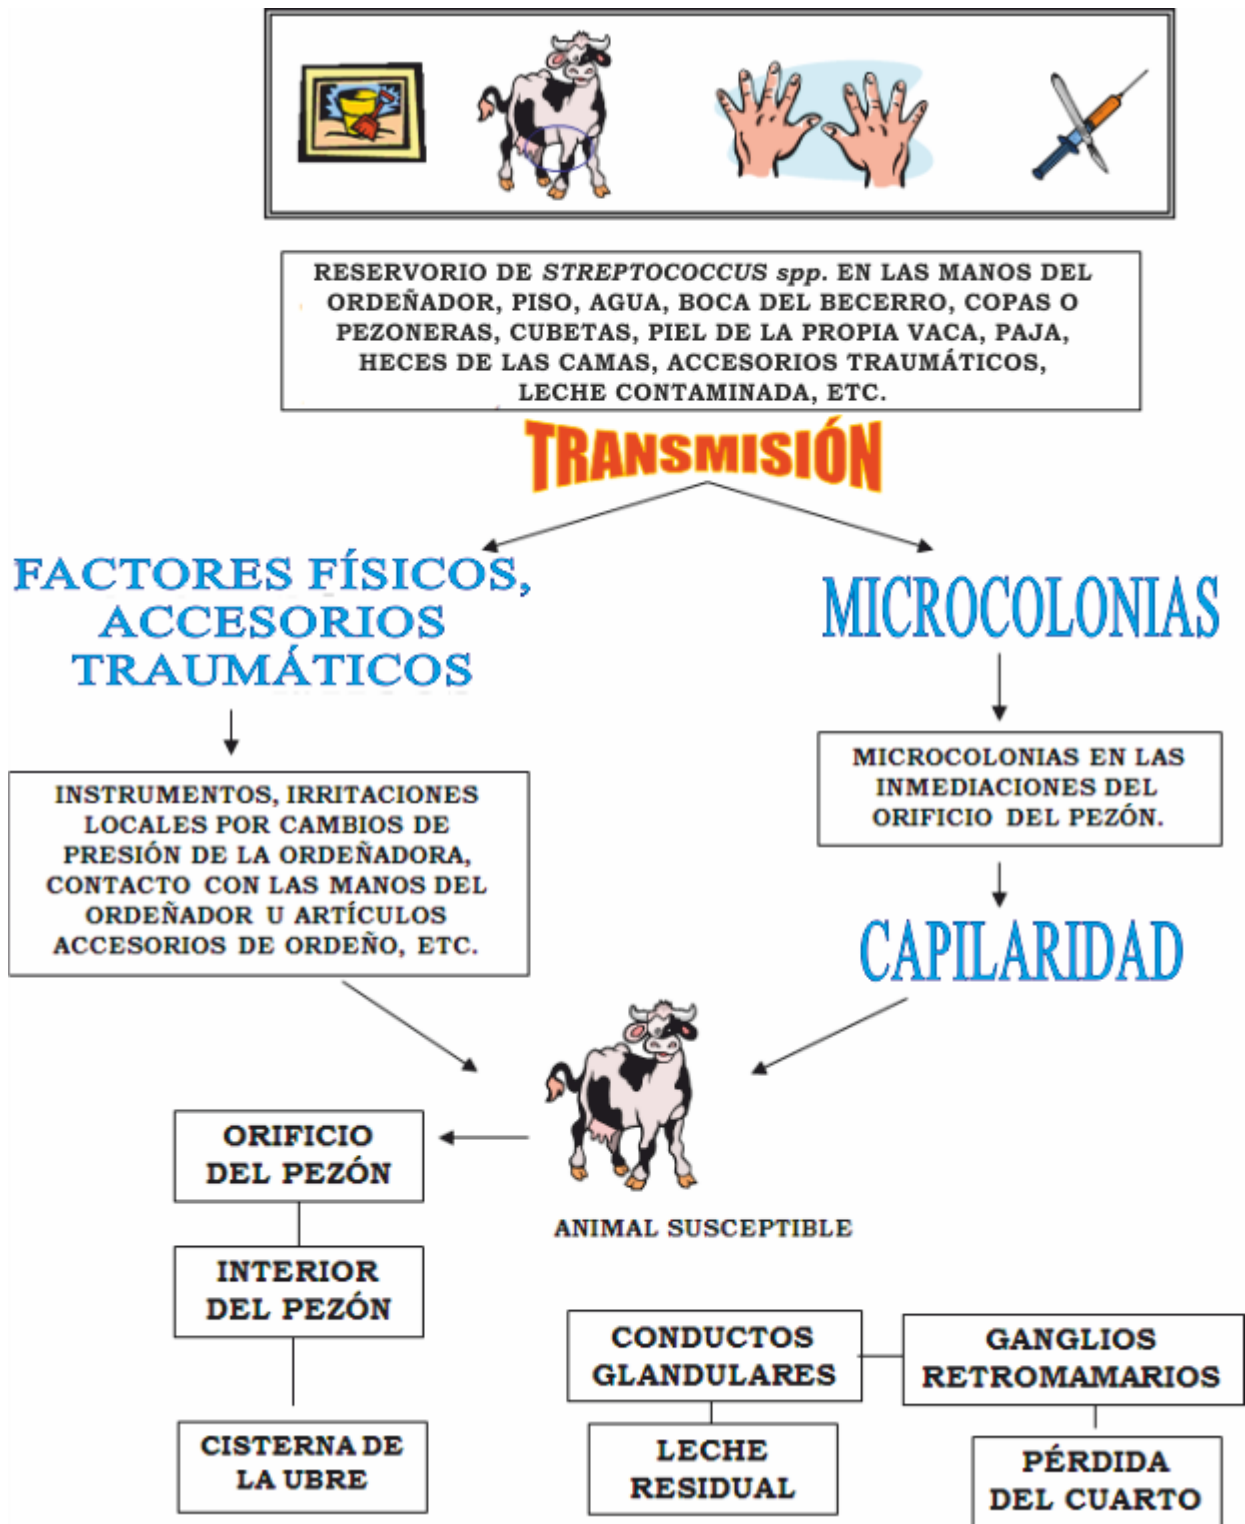 RESERVORIO DE STREPTOCOCCUS spp. EN LAS MANOS DEL
ORDEÑADOR, PISO, AGUA, BOCA DEL BECERRO, COPAS O
PEZONERAS, CUBETAS, PIEL DE LA PROPIA VACA, PAJA,
HECES DE LAS CAMAS, ACCESORIOS TRAUMÁTICOS,
LECHE CONTAMINADA, ETC.
TRANSMISIÓN
FACTORES FÍSICOS,
ACCESORIOS
TRAUMÁTICOS
MICROCOLONIAS
INSTRUMENTOS, IRRITACIONES
LOCALES POR CAMBIOS DE
PRESIÓN DE LA ORDEÑADORA,
CONTACTO CON LAS MANOS DEL
ORDEÑADOR U ARTÍCULOS
ACCESORIOS DE ORDEÑO, ETC.
MICROCOLONIAS EN LAS
INMEDIACIONES DEL
ORIFICIO DEL PEZÓN.
CAPILARIDAD
ANIMAL SUSCEPTIBLE
ORIFICIO
DEL PEZÓN
INTERIOR
DEL PEZÓN
CISTERNA DE
LA UBRE
CONDUCTOS
GLANDULARES
LECHE
RESIDUAL
GANGLIOS
RETROMAMARIOS
PÉRDIDA
DEL CUARTO